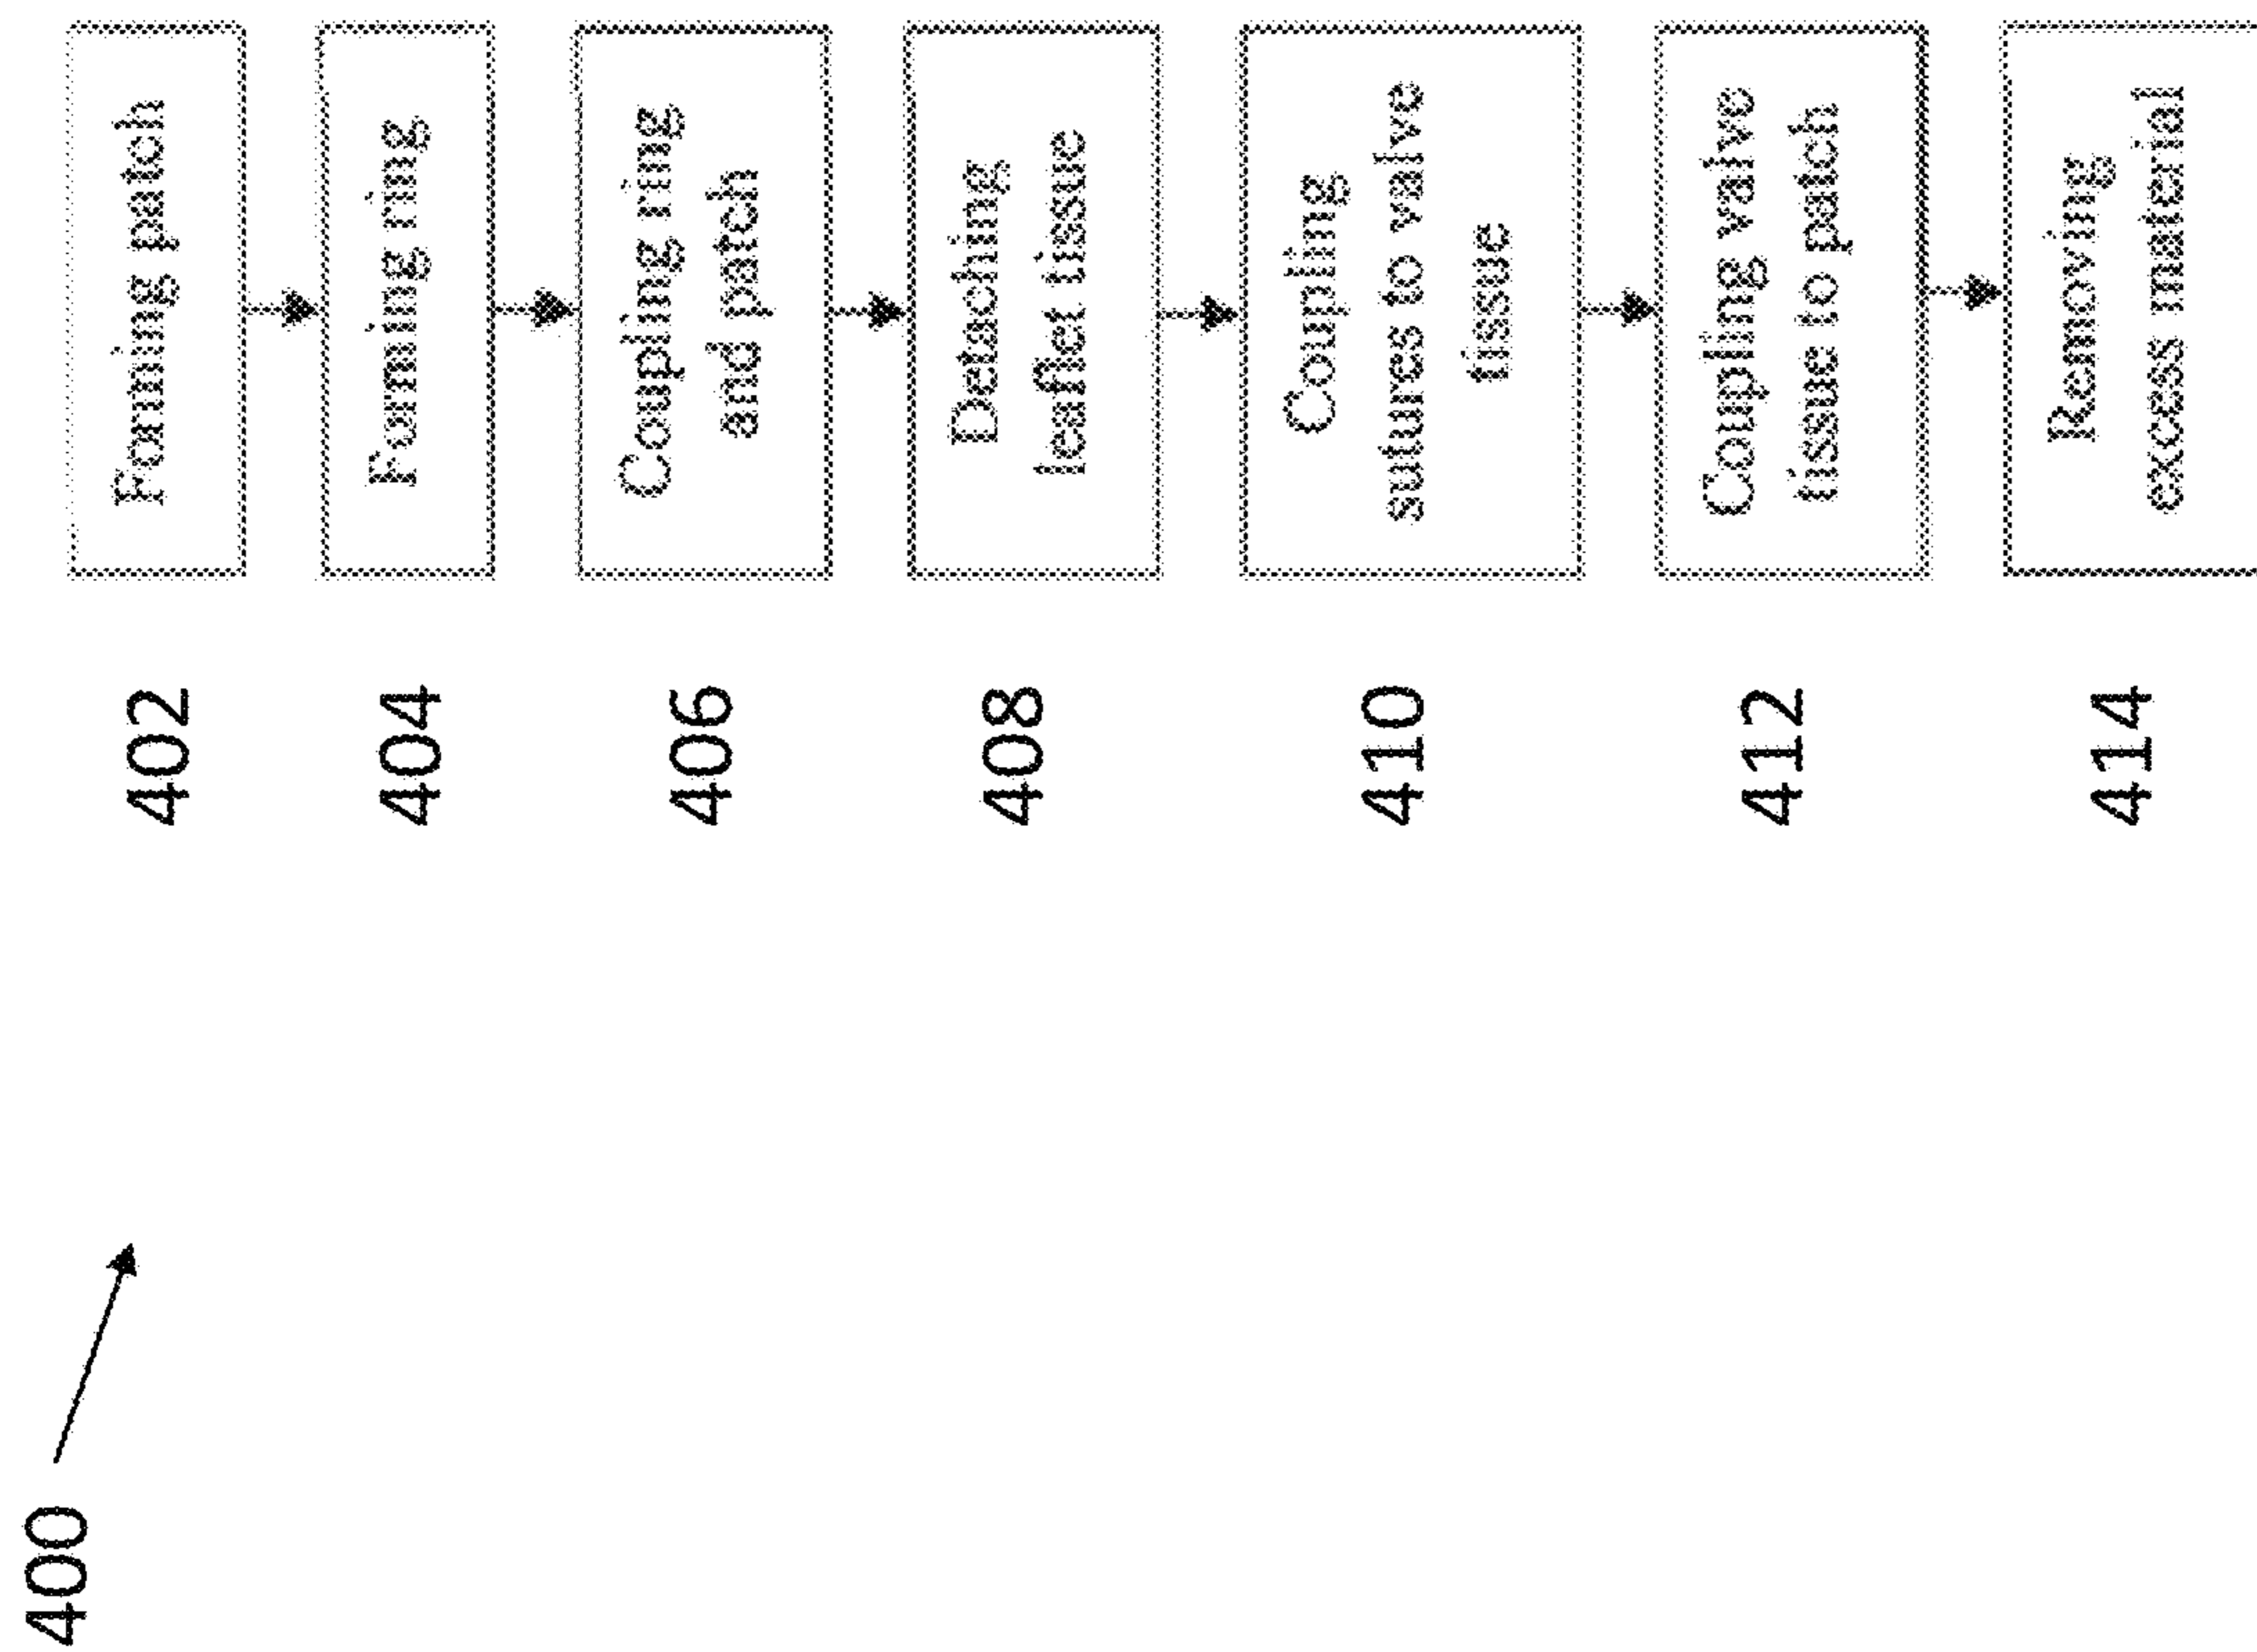 400
402
Forming patch
404
Forming ring
406
Coupling ring
and patch
408
Detaching
leaflet tissue
410
Coupling
sutures to valve
tissue
412
Coupling valve
tissue to patch
414
Removing
excess material